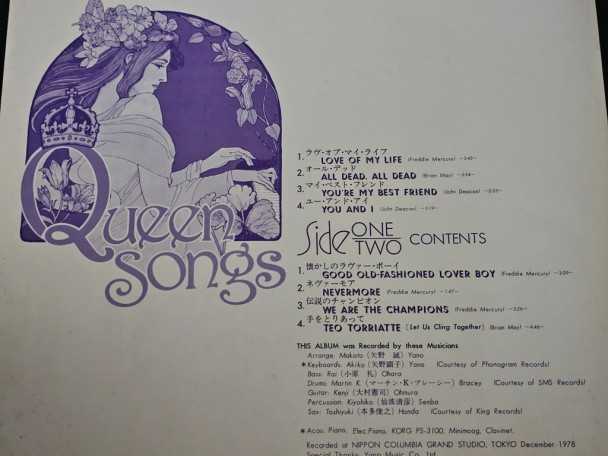 Queen
Songs
ラヴ・オブ・マイ・ライフ
1. LOVE OF MY LIFE (Freddie Mercury)
オール・デッド
2. ALL DEAD, ALL DEAD (Brian May)
マイ・ベスト・フレンド
3. YOU'RE MY BEST FRIEND (John Deacon)
ユー・アンド・アイ
4. YOU AND I (John Deacon)
Side ONE
TWO CONTENTS
懐かしのラヴァー・ボーイ
1. GOOD OLD-FASHIONED LOVER BOY (Freddie Mercury)
ネヴァーモア
2. NEVERMORE (Freddie Mercury)
伝説のチャンピオン
3. WE ARE THE CHAMPIONS (Freddie Mercury)
手をとりあって
4. TEO TORRIATTE (Let Us Cling Together) (Brian May)
THIS ALBUM was Recorded by these Musicians
Arrange: Makoto (矢野 誠) Yano
*Keyboards: Akiko (矢野顕子) Yano (Courtesy of Phonogram Records)
Bass: Rei (小原 礼) Ohara
Drums: Martin K. (マーチン・K・ブレーシー) Bracey (Courtesy of SMS Records)
Guitar: Kenji (大村憲司) Ohmura
Percussion: Kiyohiko (仙波清彦) Senba
Sax: Toshiyuki (本多俊之) Honda (Courtesy of King Records)
*Acou. Piano, Elec. Piano, KORG PS-3100, Minimoog, Clavinet.
Recorded at NIPPON COLUMBIA GRAND STUDIO, TOKYO December 1978
Special Thanks: Yano Music Co. Ltd.